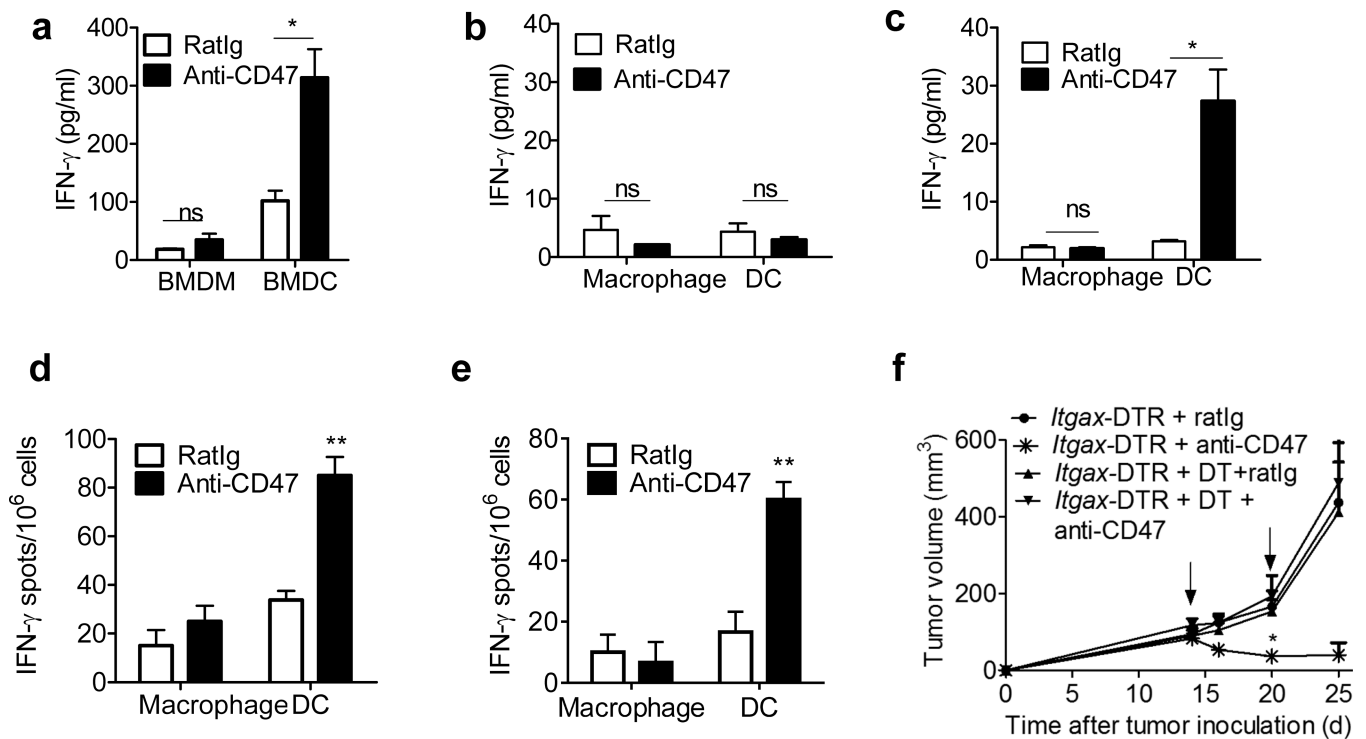 a
400
300
200
100
0
IFN-γ (pg/ml)
RatIg
Anti-CD47
*
ns
BMDM BMDC
b
40
30
20
10
0
IFN-γ (pg/ml)
RatIg
Anti-CD47
ns ns
Macrophage DC
c
40
30
20
10
0
IFN-γ (pg/ml)
RatIg
Anti-CD47
*
ns
Macrophage DC
d
100
80
60
40
20
0
IFN-γ spots/10⁶ cells
RatIg
Anti-CD47
**
Macrophage DC
e
80
60
40
20
0
IFN-γ spots/10⁶ cells
RatIg
Anti-CD47
**
Macrophage DC
f
Itgax-DTR + ratIg
Itgax-DTR + anti-CD47
Itgax-DTR + DT+ratIg
Itgax-DTR + DT +
anti-CD47
600
400
200
0
Tumor volume (mm³)
*
0 5 10 15 20 25
Time after tumor inoculation (d)